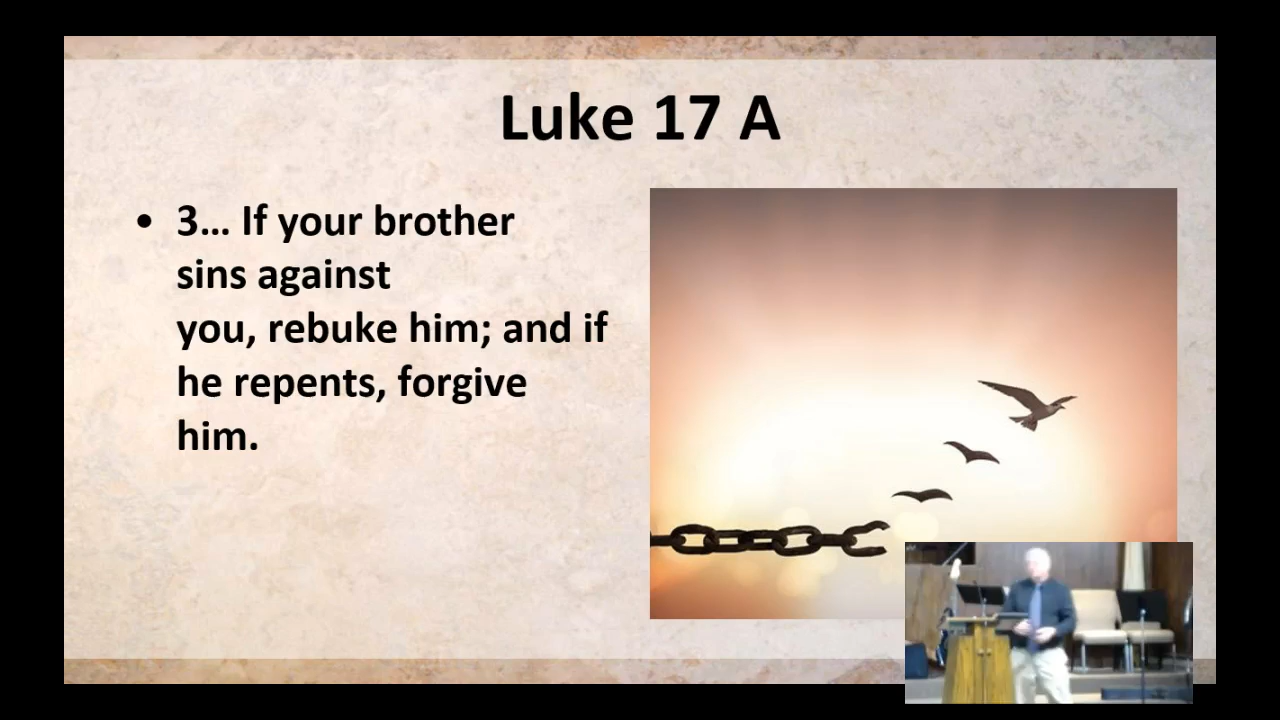 Luke 17 A
• 3... If your brother
sins against
you, rebuke him; and if
he repents, forgive
him.